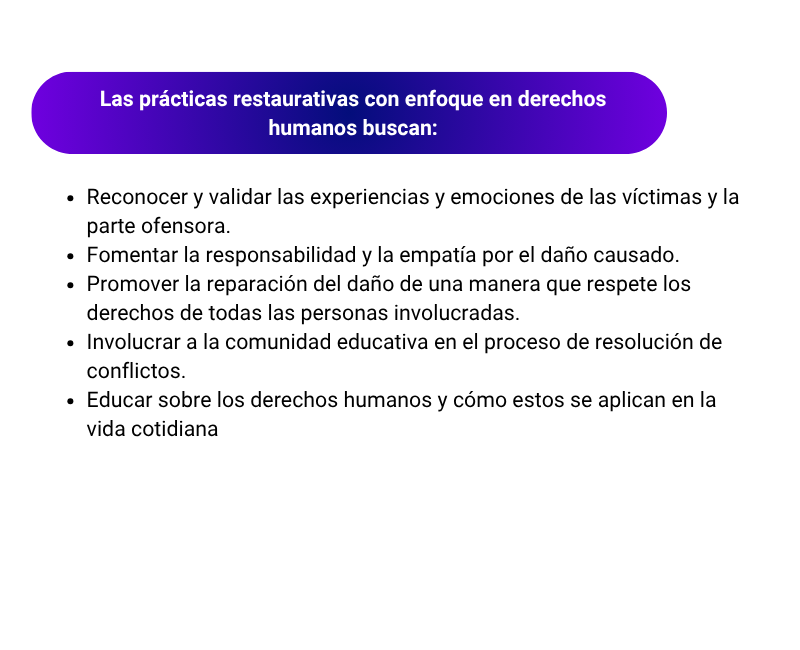 Las prácticas restaurativas con enfoque en derechos
humanos buscan:
• Reconocer y validar las experiencias y emociones de las víctimas y la
parte ofensora.
• Fomentar la responsabilidad y la empatía por el daño causado.
• Promover la reparación del daño de una manera que respete los
derechos de todas las personas involucradas.
• Involucrar a la comunidad educativa en el proceso de resolución de
conflictos.
• Educar sobre los derechos humanos y cómo estos se aplican en la
vida cotidiana